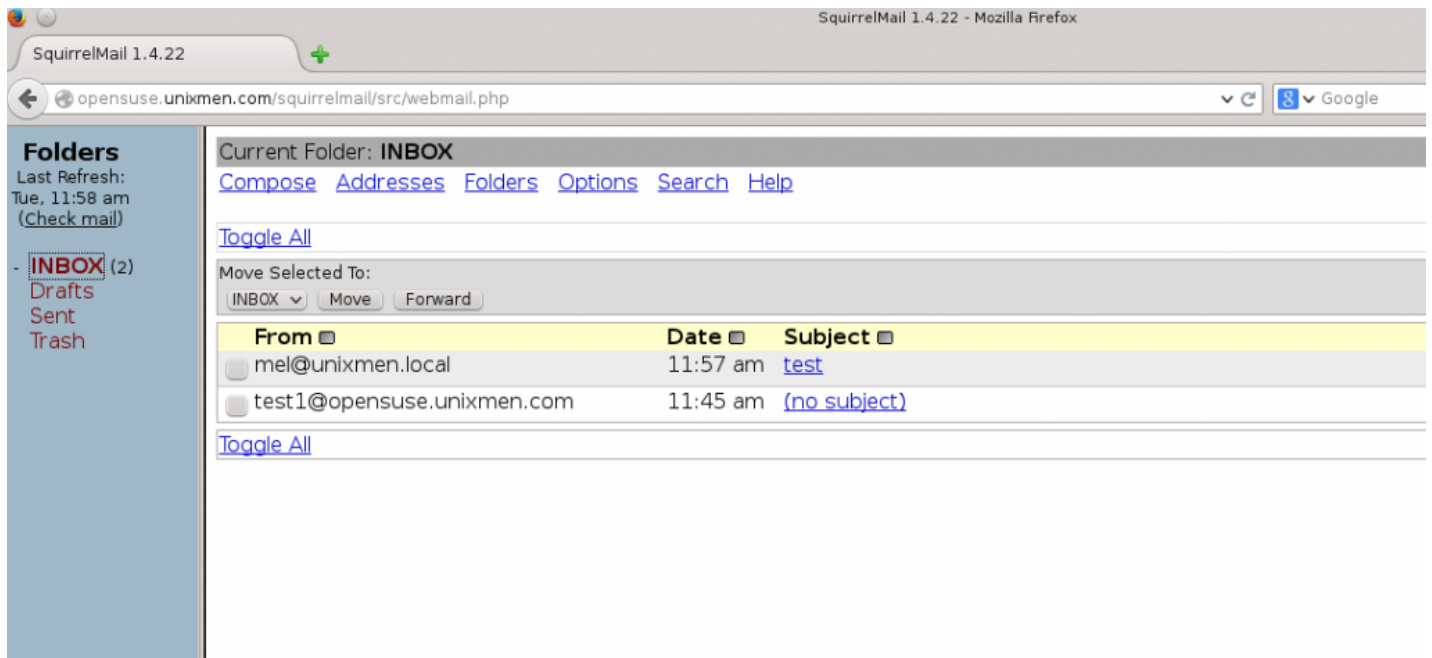 SquirrelMail 1.4.22 - Mozilla Firefox
SquirrelMail 1.4.22
opensuse.unixmen.com/squirrelmail/src/webmail.php
8 Google
Folders
Last Refresh:
Tue, 11:58 am
(Check mail)
- INBOX (2)
Drafts
Sent
Trash
Current Folder: INBOX
Compose Addresses Folders Options Search Help
Toggle All
Move Selected To:
INBOX Move Forward
From Date Subject
mel@unixmen.local 11:57 am test
test1@opensuse.unixmen.com 11:45 am (no subject)
Toggle All